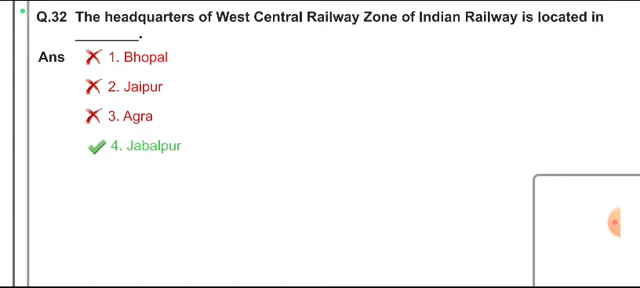 Q.32 The headquarters of West Central Railway Zone of Indian Railway is located in
________.
Ans 1. Bhopal
2. Jaipur
3. Agra
4. Jabalpur